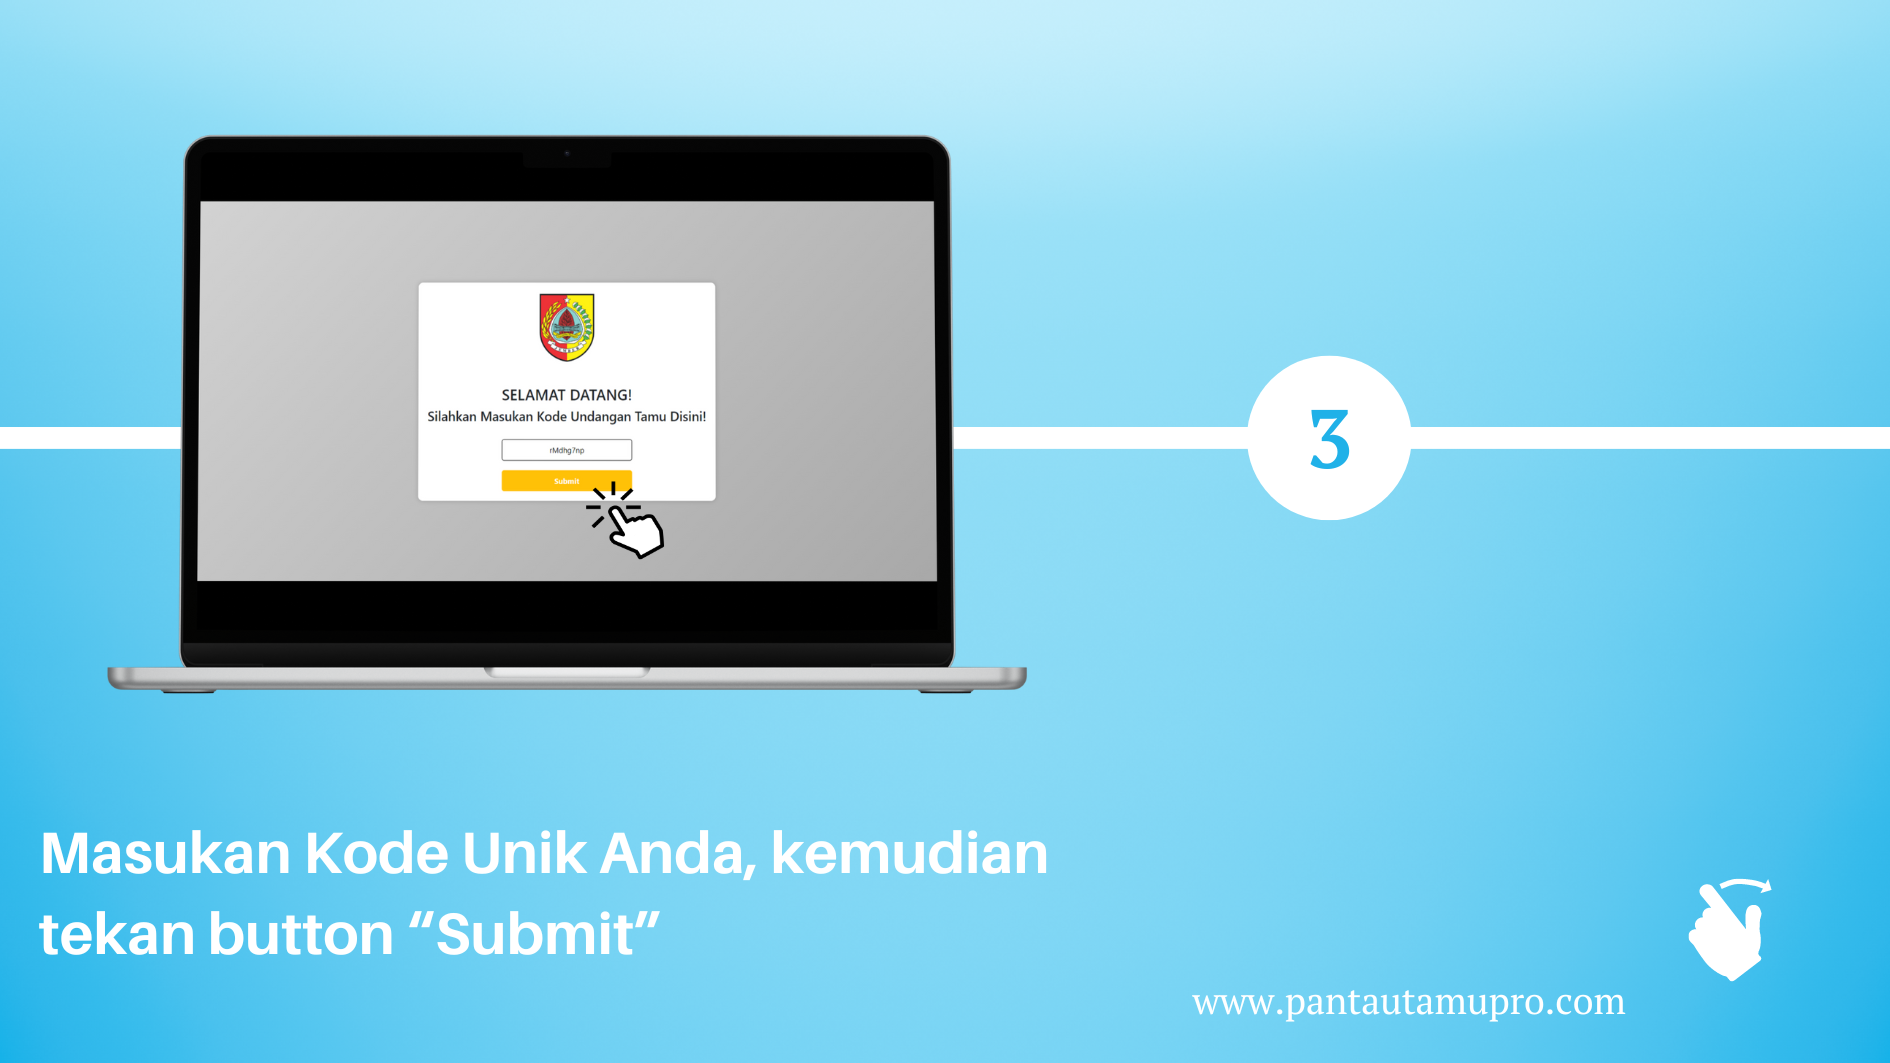 SELAMAT DATANG!
Silahkan Masukan Kode Undangan Tamu Disini!
rMdhg7np
Submit
3
Masukan Kode Unik Anda, kemudian
tekan button “Submit”
www.pantautamupro.com